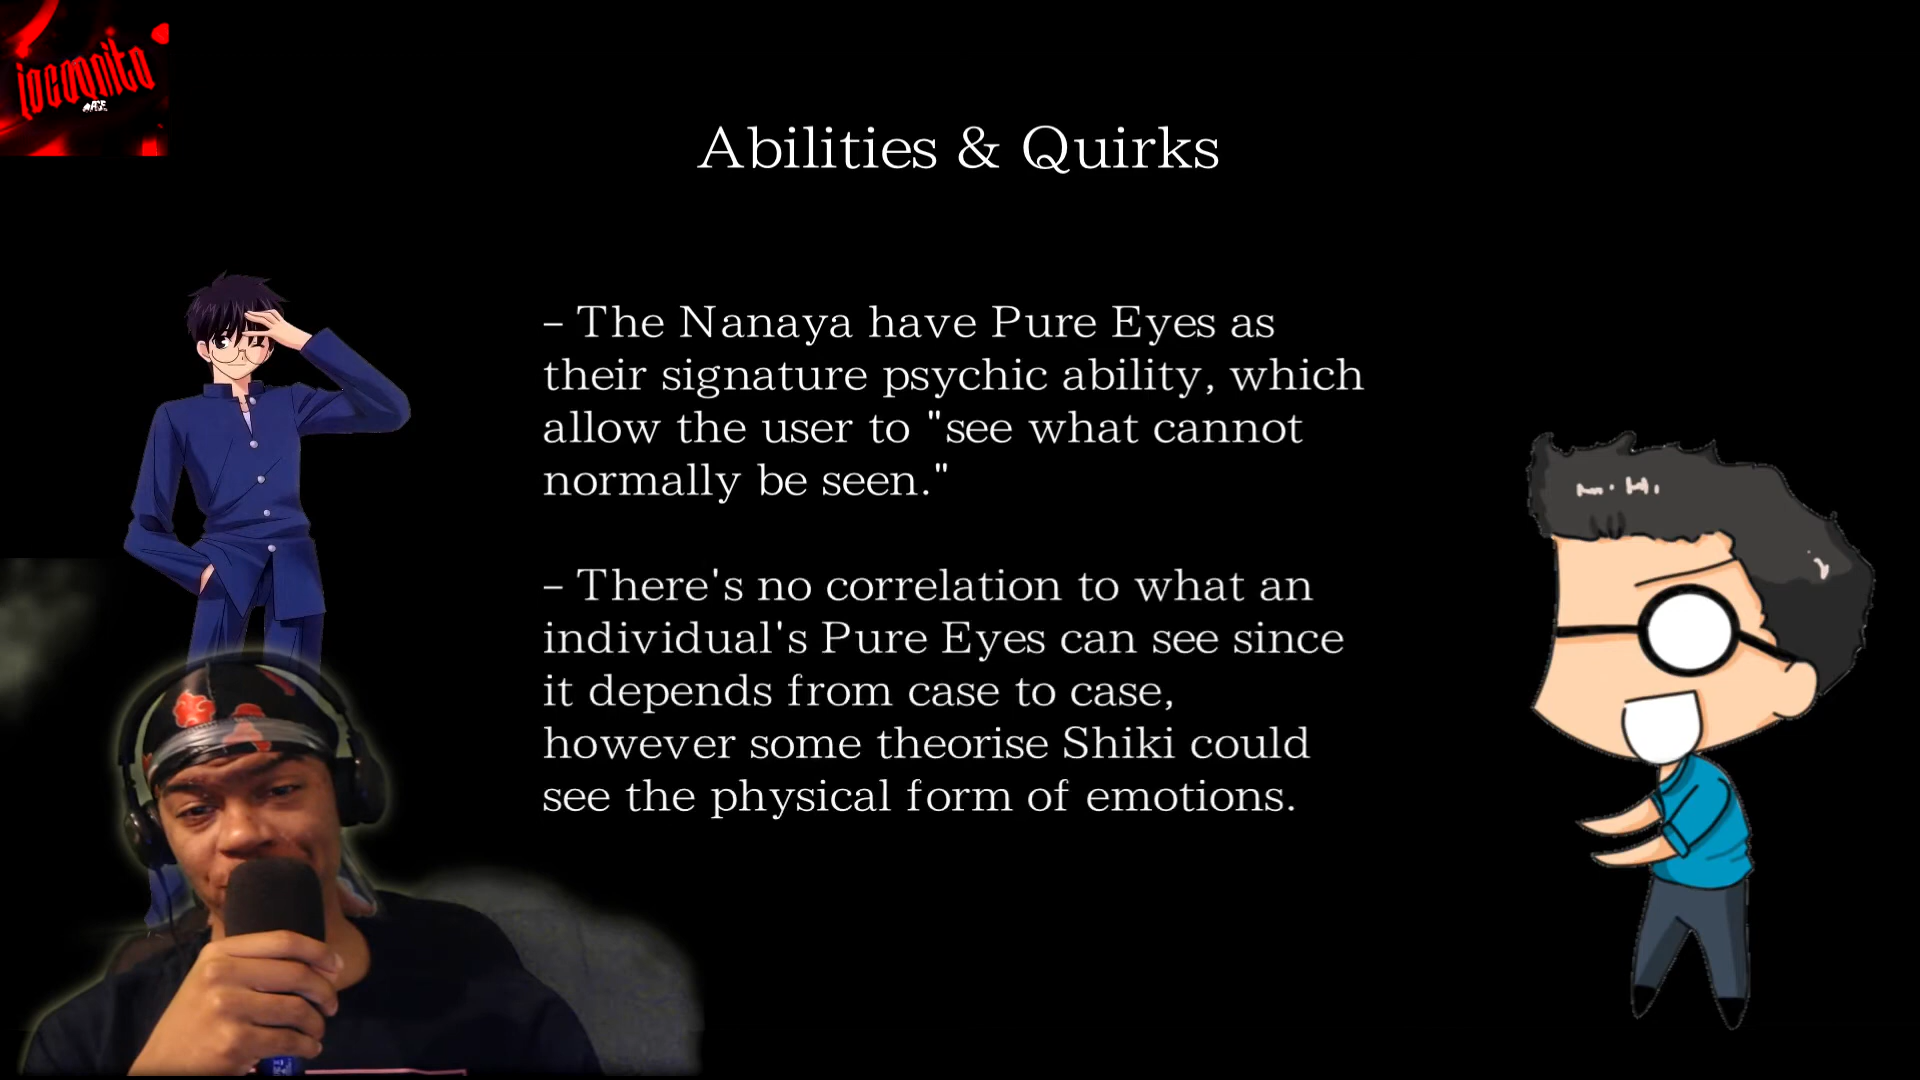 incognito
Abilities & Quirks
– The Nanaya have Pure Eyes as
their signature psychic ability, which
allow the user to "see what cannot
normally be seen."
– There's no correlation to what an
individual's Pure Eyes can see since
it depends from case to case,
however some theorise Shiki could
see the physical form of emotions.